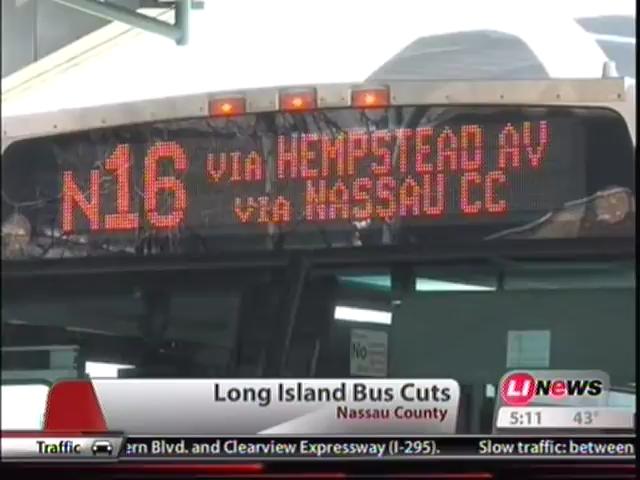 N16 VIA HEMPSTEAD AV
VIA NASSAU CC
No
Long Island Bus Cuts
Nassau County
LI NEWS
5:11 43°
Traffic ern Blvd. and Clearview Expressway (I-295). Slow traffic: between